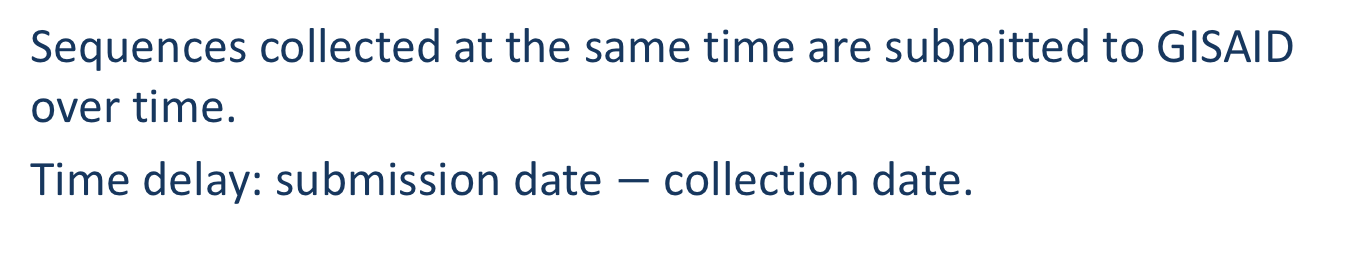 Sequences collected at the same time are submitted to GISAID
over time.
Time delay: submission date − collection date.